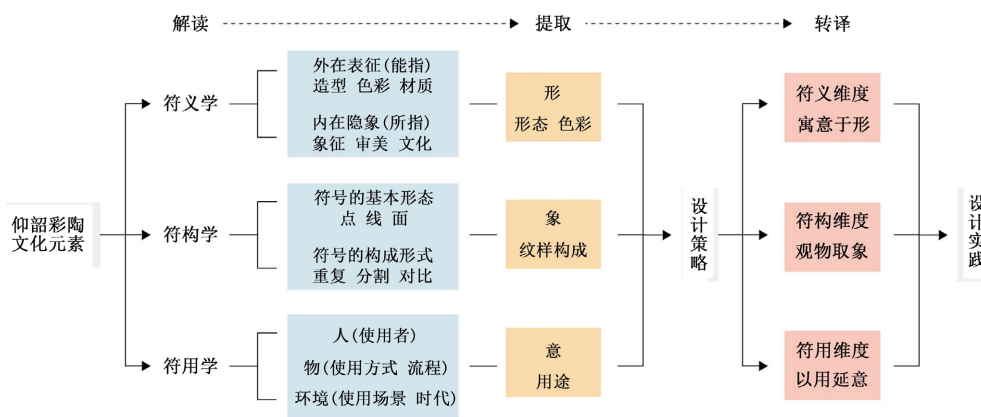 解读
提取
转译
仰韶彩陶
文化元素
符义学
外在表征(能指)
造型 色彩 材质
内在隐象(所指)
象征 审美 文化
形
形态 色彩
符构学
符号的基本形态
点 线 面
符号的构成形式
重复 分割 对比
象
纹样构成
符用学
人(使用者)
物(使用方式 流程)
环境(使用场景 时代)
意
用途
设计策略
符义维度
寓意于形
符构维度
观物取象
符用维度
以用延意
设计实践